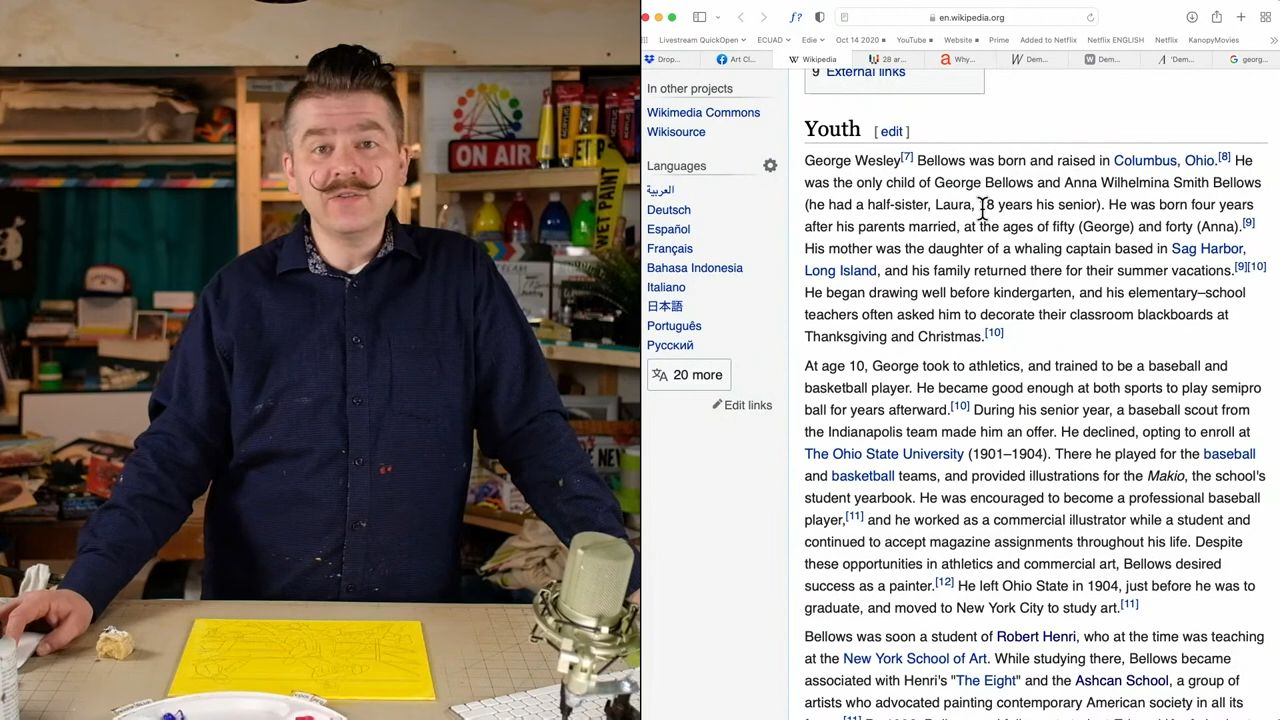 ON AIR
WET PAINT
WET P
ACRYLIC
en.wikipedia.org
Livestream QuickOpen
ECUAD
Edie
Oct 14 2020
YouTube
Website
Prime
Added to Netflix
Netflix ENGLISH
Netflix
KanopyMovies
Drop...
Art Cl...
Wikipedia
28 ar...
Why...
Dem...
Dem...
'Dem...
georg...
9 External links
In other projects
Wikimedia Commons
Wikisource
Languages
العربية
Deutsch
Español
Français
Bahasa Indonesia
Italiano
日本語
Português
Русский
20 more
Edit links
Youth [ edit ]
George Wesley[7] Bellows was born and raised in Columbus, Ohio.[8] He
was the only child of George Bellows and Anna Wilhelmina Smith Bellows
(he had a half-sister, Laura, 8 years his senior). He was born four years
after his parents married, at the ages of fifty (George) and forty (Anna).[9]
His mother was the daughter of a whaling captain based in Sag Harbor,
Long Island, and his family returned there for their summer vacations.[9][10]
He began drawing well before kindergarten, and his elementary–school
teachers often asked him to decorate their classroom blackboards at
Thanksgiving and Christmas.[10]
At age 10, George took to athletics, and trained to be a baseball and
basketball player. He became good enough at both sports to play semipro
ball for years afterward.[10] During his senior year, a baseball scout from
the Indianapolis team made him an offer. He declined, opting to enroll at
The Ohio State University (1901–1904). There he played for the baseball
and basketball teams, and provided illustrations for the Makio, the school's
student yearbook. He was encouraged to become a professional baseball
player,[11] and he worked as a commercial illustrator while a student and
continued to accept magazine assignments throughout his life. Despite
these opportunities in athletics and commercial art, Bellows desired
success as a painter.[12] He left Ohio State in 1904, just before he was to
graduate, and moved to New York City to study art.[11]
Bellows was soon a student of Robert Henri, who at the time was teaching
at the New York School of Art. While studying there, Bellows became
associated with Henri's "The Eight" and the Ashcan School, a group of
artists who advocated painting contemporary American society in all its